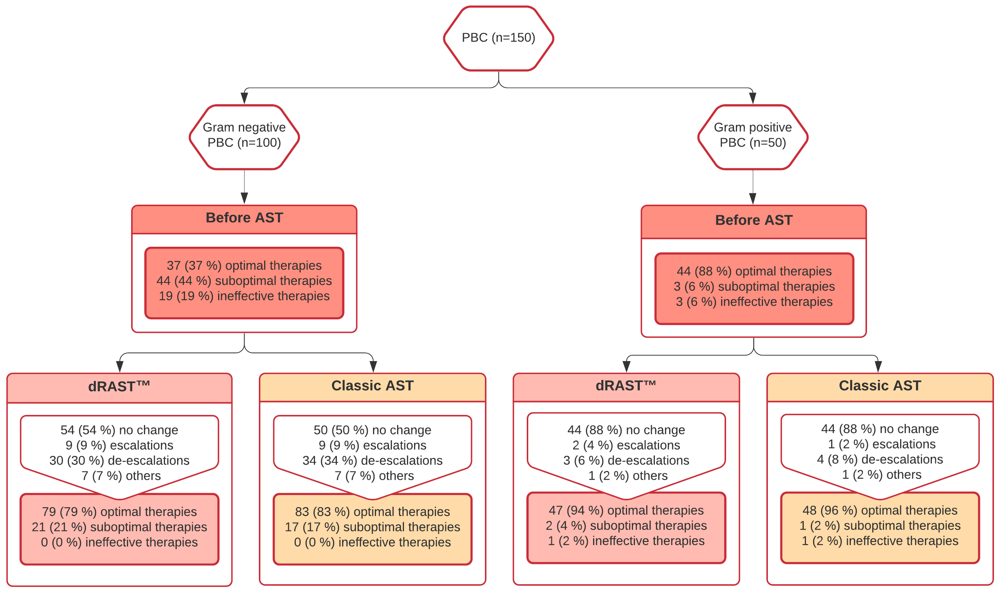 PBC (n=150)
Gram negative
PBC (n=100)
Gram positive
PBC (n=50)
Before AST
37 (37 %) optimal therapies
44 (44 %) suboptimal therapies
19 (19 %) ineffective therapies
Before AST
44 (88 %) optimal therapies
3 (6 %) suboptimal therapies
3 (6 %) ineffective therapies
dRAST™
54 (54 %) no change
9 (9 %) escalations
30 (30 %) de-escalations
7 (7 %) others
79 (79 %) optimal therapies
21 (21 %) suboptimal therapies
0 (0 %) ineffective therapies
Classic AST
50 (50 %) no change
9 (9 %) escalations
34 (34 %) de-escalations
7 (7 %) others
83 (83 %) optimal therapies
17 (17 %) suboptimal therapies
0 (0 %) ineffective therapies
dRAST™
44 (88 %) no change
2 (4 %) escalations
3 (6 %) de-escalations
1 (2 %) others
47 (94 %) optimal therapies
2 (4 %) suboptimal therapies
1 (2 %) ineffective therapies
Classic AST
44 (88 %) no change
1 (2 %) escalations
4 (8 %) de-escalations
1 (2 %) others
48 (96 %) optimal therapies
1 (2 %) suboptimal therapies
1 (2 %) ineffective therapies